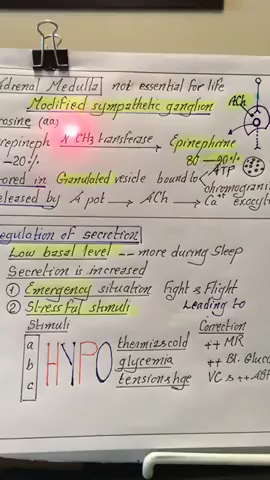 drenal Medulla not essential for life
Modified sympathetic ganglion
ACh
rosine (aa)
repineph N CH3 transferase Epinephrine
–20% 80 – 90%
ored in Granulated vesicle bound to ATP
chromogranin
eleased by A pot → ACh → Ca++ exocyto
egulation of secretion
Low basal level -- more during Sleep
Secretion is increased
① Emergency situation Fight & Flight
② Stressful stimuli Leading to
Stimuli Correction
a HYPO thermia&cold ++ MR
b glycemia ++ Bl. Gluco
c tension&hge VC & ++ ABP